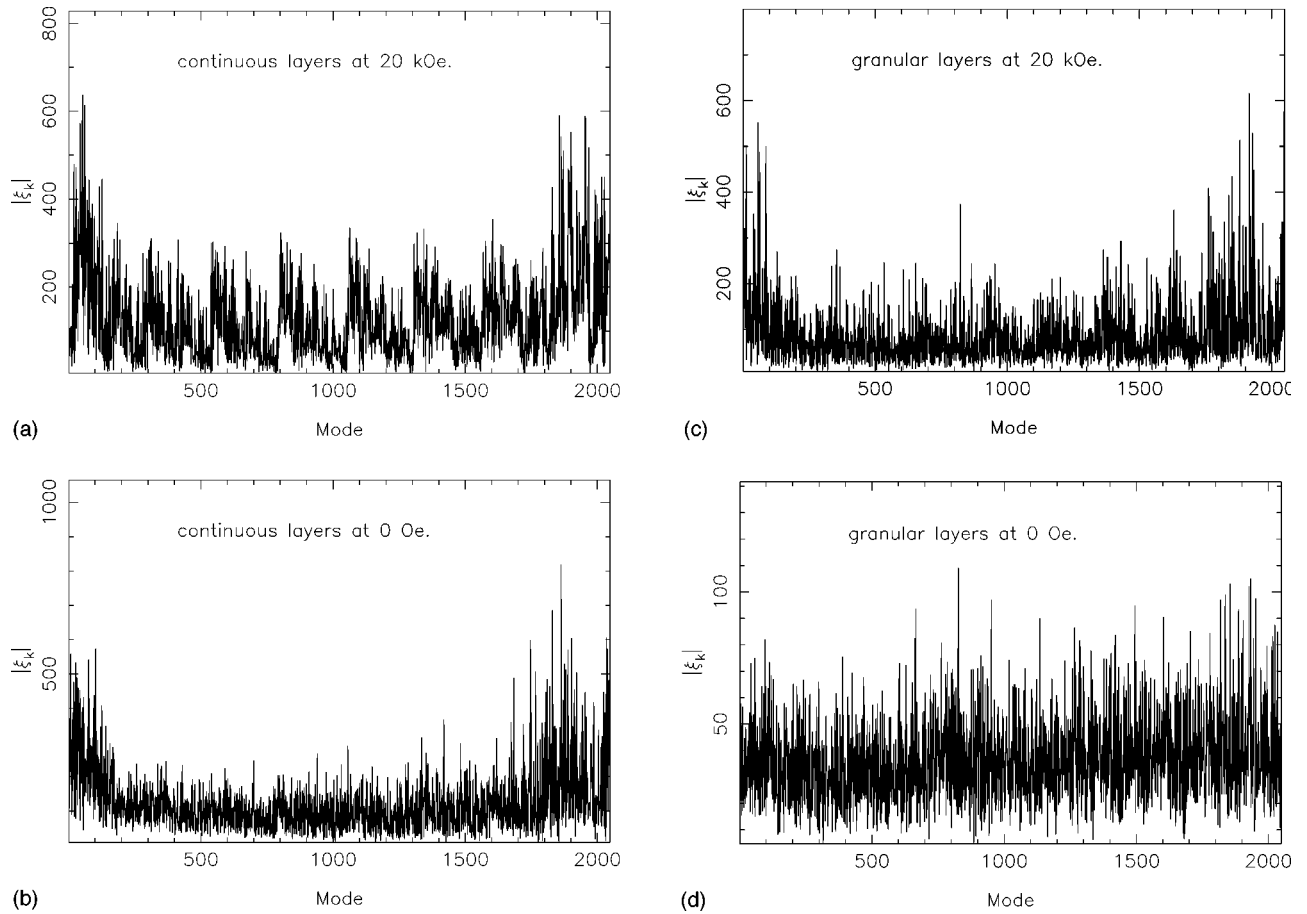 800
600
400
200
|ξk|
continuous layers at 20 kOe.
500
1000
1500
2000
Mode
(a)
600
400
200
|ξk|
granular layers at 20 kOe.
500
1000
1500
2000
Mode
(c)
1000
500
|ξk|
continuous layers at 0 Oe.
500
1000
1500
2000
Mode
(b)
100
50
|ξk|
granular layers at 0 Oe.
500
1000
1500
2000
Mode
(d)